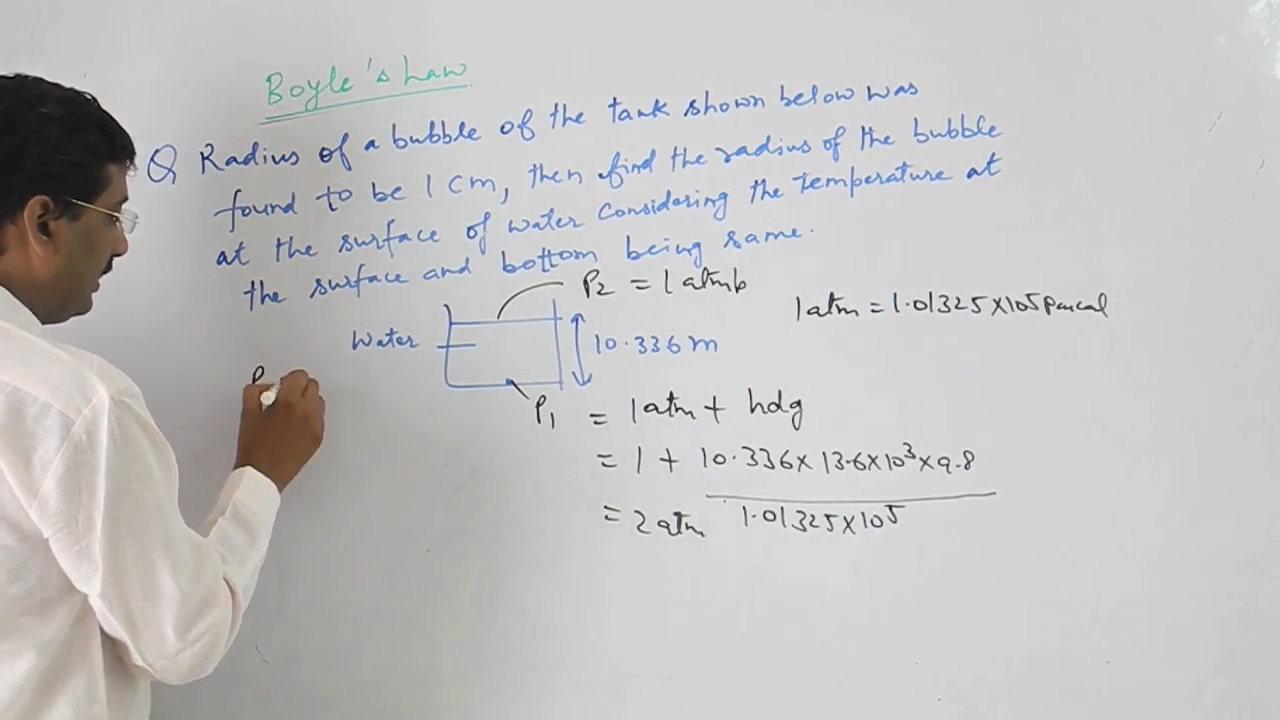 Boyle's Law
Q Radius of a bubble of the tank shown below was
found to be 1 cm, then find the radius of the bubble
at the surface of water considering the temperature at
the surface and bottom being same.
P2 = 1 atmb
1 atm = 1.01325 X 105 pascal
Water
10.336 m
P1 = 1 atm + hdg
= 1 + 10.336 x 13.6 x 10³ x 9.8
1.01325 x 10⁵
= 2 atm
P